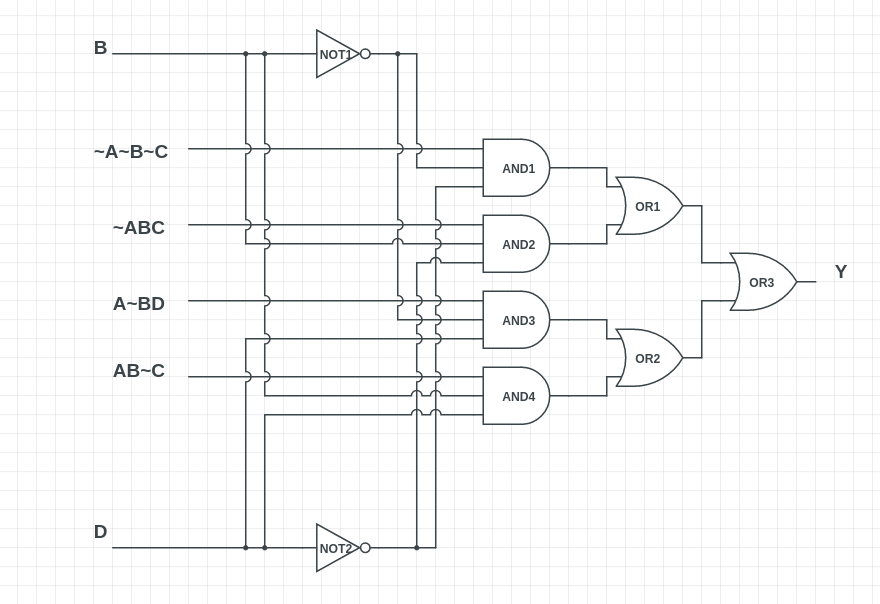 B
NOT1
~A~B~C
AND1
OR1
~ABC
AND2
Y
OR3
A~BD
AND3
OR2
AB~C
AND4
D
NOT2